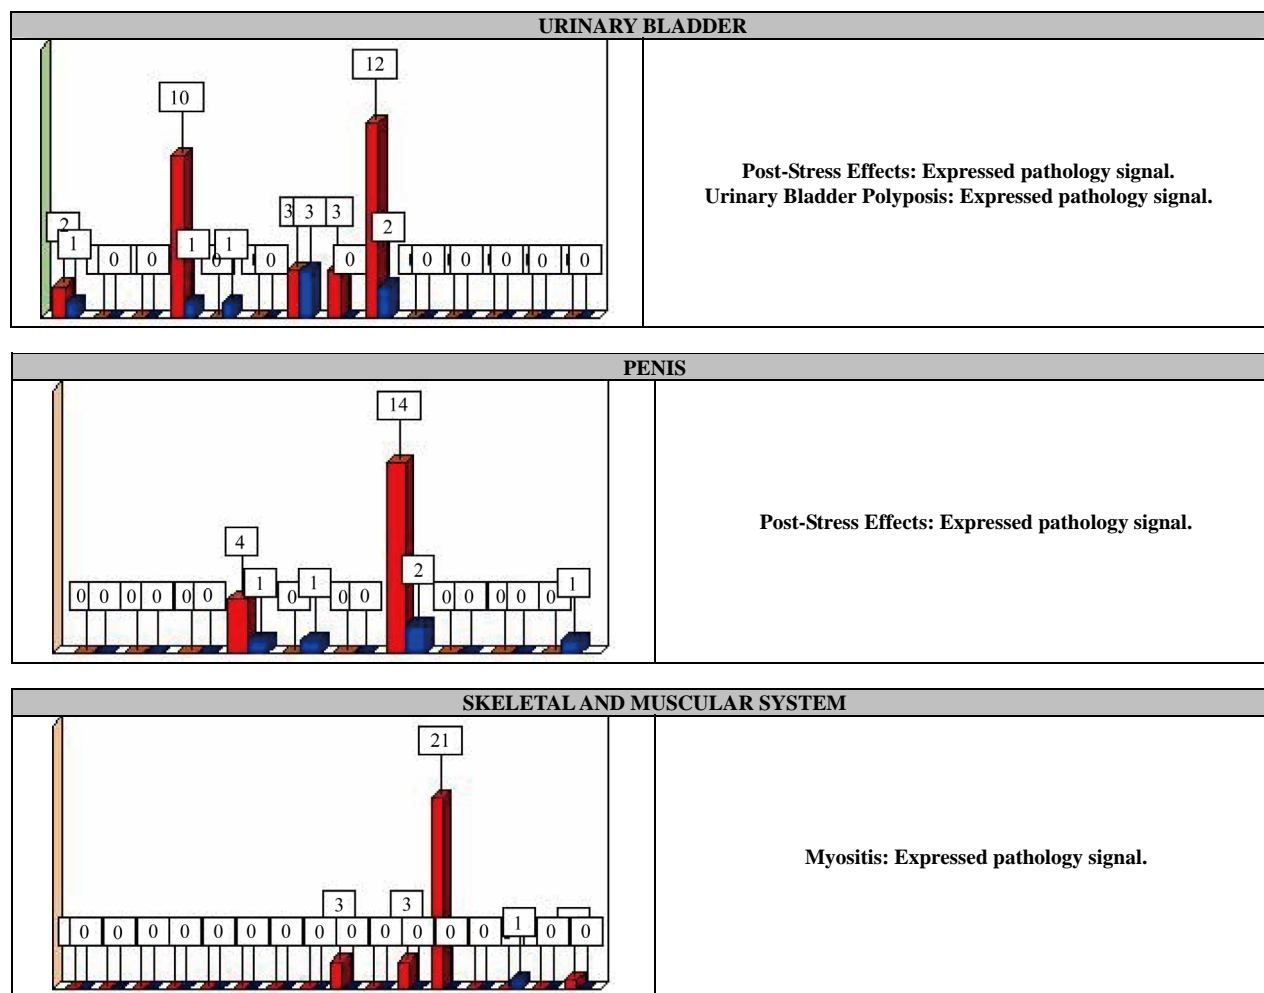 URINARY BLADDER
12
10
3 3 3
2
2
1 1 1
0 0 0 0 0 0 0 0 0 0
Post-Stress Effects: Expressed pathology signal.
Urinary Bladder Polyposis: Expressed pathology signal.
PENIS
14
4
2
1 1 1
0 0 0 0 0 0 0 0 0 0 0 0 0 0 0
Post-Stress Effects: Expressed pathology signal.
SKELETAL AND MUSCULAR SYSTEM
21
3 3
1
0 0 0 0 0 0 0 0 0 0 0 0 0 0 0
Myositis: Expressed pathology signal.